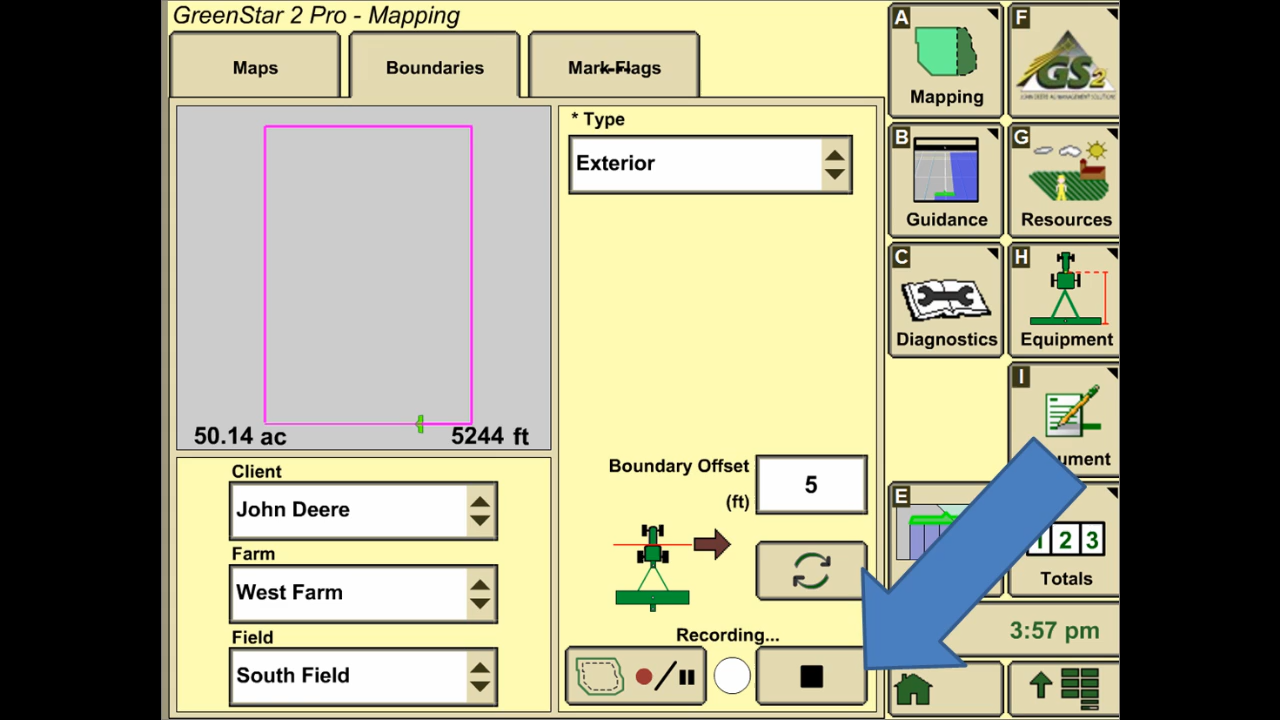 GreenStar 2 Pro - Mapping
Maps
Boundaries
Mark Flags
* Type
Exterior
50.14 ac
5244 ft
Client
John Deere
Farm
West Farm
Field
South Field
Boundary Offset
(ft)
5
Recording...
A
Mapping
F
GS2
B
Guidance
G
Resources
C
Diagnostics
H
Equipment
I
E
1 2 3
Totals
3:57 pm